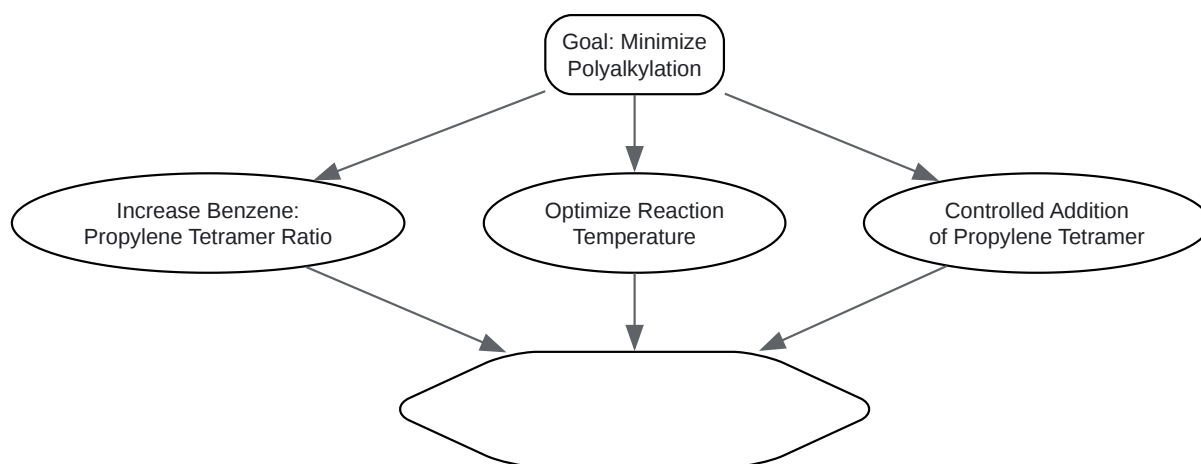 Goal: Minimize
Polyalkylation
Increase Benzene:
Propylene Tetramer Ratio
Optimize Reaction
Temperature
Controlled Addition
of Propylene Tetramer